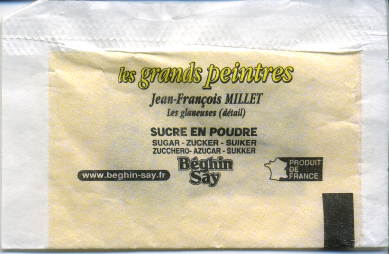 les grands peintres
Jean-François MILLET
Les glaneuses (détail)
SUCRE EN POUDRE
SUGAR - ZUCKER - SUIKER
ZUCCHERO - AZUCAR - SUKKER
Béghin
Say
www.beghin-say.fr
PRODUIT
DE
FRANCE